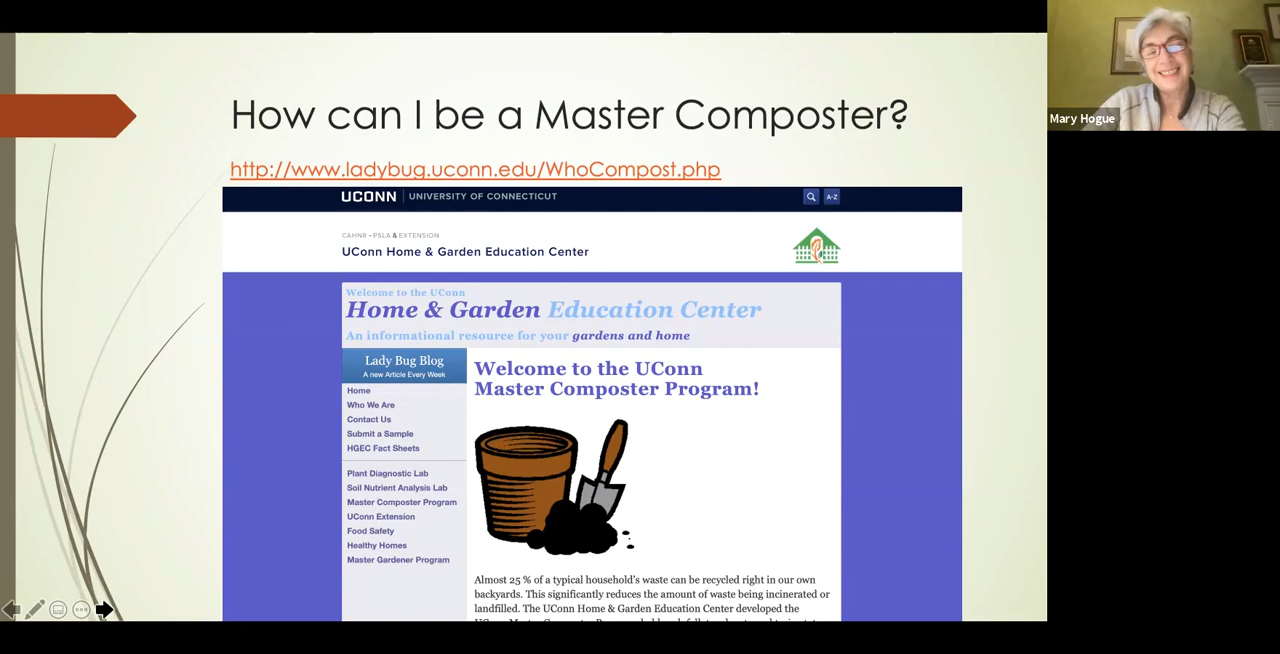 How can I be a Master Composter?
Mary Hogue
http://www.ladybug.uconn.edu/WhoCompost.php
UCONN | UNIVERSITY OF CONNECTICUT
A-Z
CAHNR • PSLA & EXTENSION
UConn Home & Garden Education Center
Welcome to the UConn
Home & Garden Education Center
An informational resource for your gardens and home
Lady Bug Blog
A new Article Every Week
Home
Who We Are
Contact Us
Submit a Sample
HGEC Fact Sheets
Plant Diagnostic Lab
Soil Nutrient Analysis Lab
Master Composter Program
UConn Extension
Food Safety
Healthy Homes
Master Gardener Program
Welcome to the UConn
Master Composter Program!
Almost 25 % of a typical household's waste can be recycled right in our own
backyards. This significantly reduces the amount of waste being incinerated or
landfilled. The UConn Home & Garden Education Center developed the